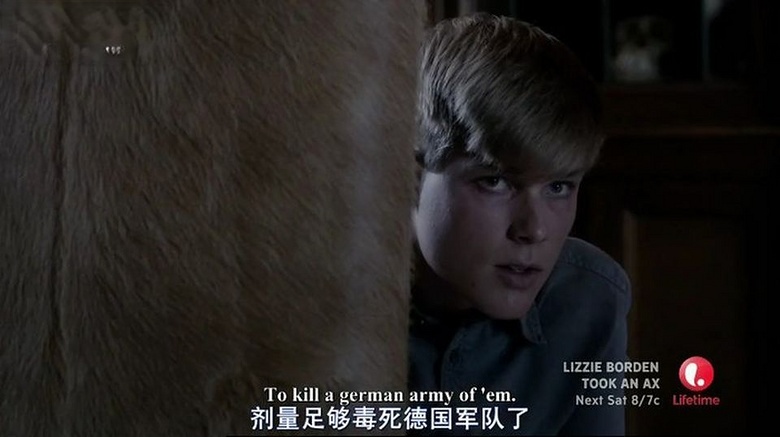 To kill a german army of 'em.
剂量足够毒死德国军队了
LIZZIE BORDEN
TOOK AN AX
Next Sat 8/7c
Lifetime